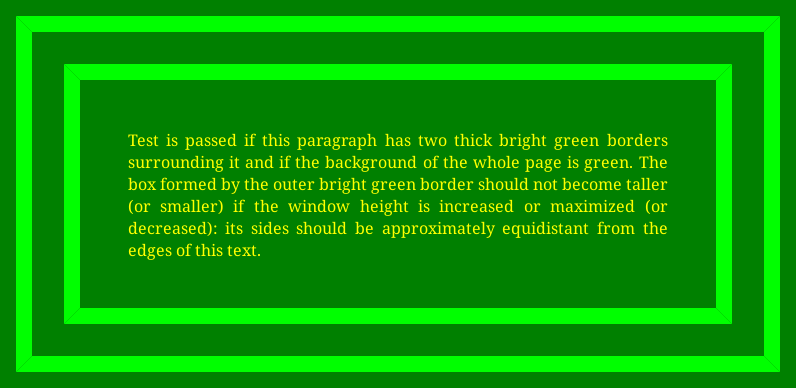 Test is passed if this paragraph has two thick bright green borders
surrounding it and if the background of the whole page is green. The
box formed by the outer bright green border should not become taller
(or smaller) if the window height is increased or maximized (or
decreased): its sides should be approximately equidistant from the
edges of this text.